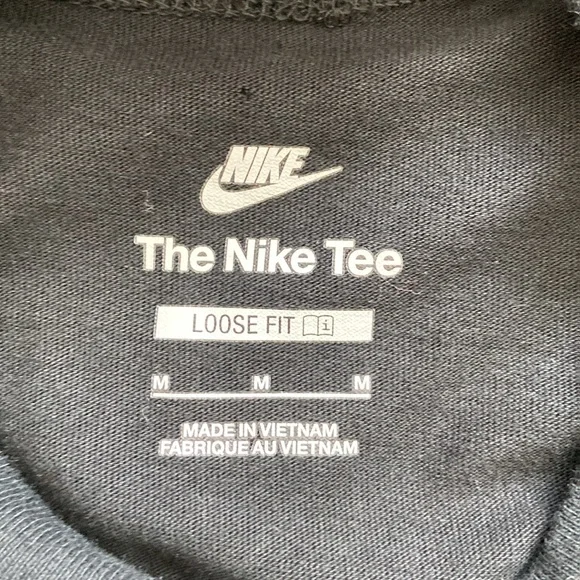 NIKE
The Nike Tee
LOOSE FIT i
M M M
MADE IN VIETNAM
FABRIQUE AU VIETNAM